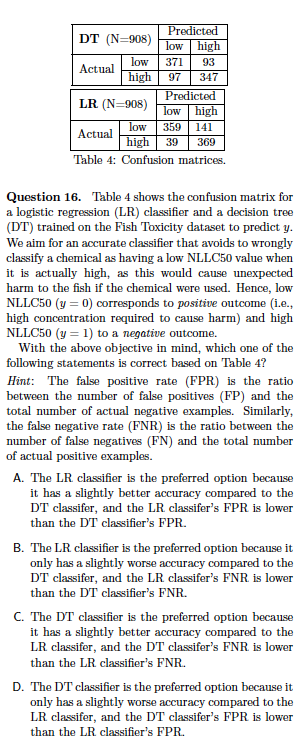 DT (N=908) Predicted
low high
Actual low 371 93
high 97 347
LR (N=908) Predicted
low high
Actual low 359 141
high 39 369
Table 4: Confusion matrices.
Question 16. Table 4 shows the confusion matrix for
a logistic regression (LR) classifier and a decision tree
(DT) trained on the Fish Toxicity dataset to predict y.
We aim for an accurate classifier that avoids to wrongly
classify a chemical as having a low NLLC50 value when
it is actually high, as this would cause unexpected
harm to the fish if the chemical were used. Hence, low
NLLC50 (y = 0) corresponds to positive outcome (i.e.,
high concentration required to cause harm) and high
NLLC50 (y = 1) to a negative outcome.
With the above objective in mind, which one of the
following statements is correct based on Table 4?
Hint: The false positive rate (FPR) is the ratio
between the number of false positives (FP) and the
total number of actual negative examples. Similarly,
the false negative rate (FNR) is the ratio between the
number of false negatives (FN) and the total number
of actual positive examples.
A. The LR classifier is the preferred option because
it has a slightly better accuracy compared to the
DT classifer, and the LR classifer's FPR is lower
than the DT classifier's FPR.
B. The LR classifier is the preferred option because it
only has a slightly worse accuracy compared to the
DT classifer, and the LR classifer's FNR is lower
than the DT classifier's FNR.
C. The DT classifier is the preferred option because
it has a slightly better accuracy compared to the
LR classifer, and the DT classifer's FNR is lower
than the LR classifier's FNR.
D. The DT classifier is the preferred option because it
only has a slightly worse accuracy compared to the
LR classifer, and the DT classifer's FPR is lower
than the LR classifier's FPR.